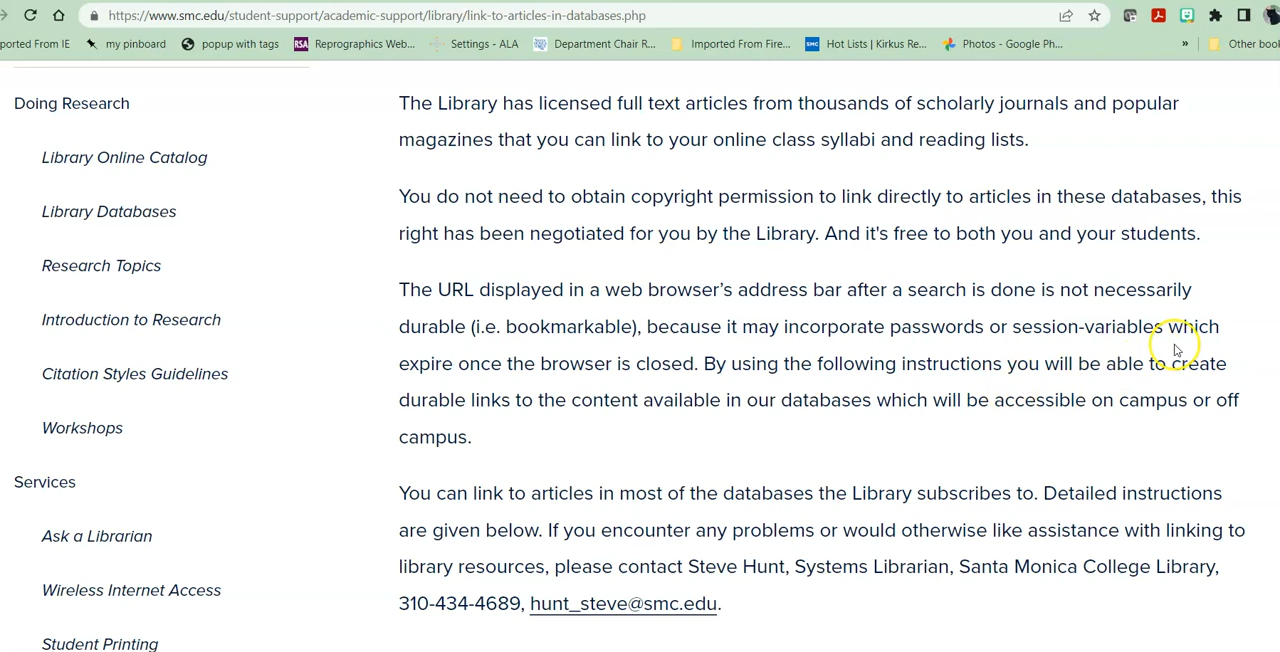 https://www.smc.edu/student-support/academic-support/library/link-to-articles-in-databases.php
ported From IE my pinboard popup with tags RSA Reprographics Web... Settings - ALA Department Chair R... Imported From Fire... SMC Hot Lists | Kirkus Re... Photos - Google Ph... » Other book
Doing Research
Library Online Catalog
Library Databases
Research Topics
Introduction to Research
Citation Styles Guidelines
Workshops
Services
Ask a Librarian
Wireless Internet Access
Student Printing
The Library has licensed full text articles from thousands of scholarly journals and popular
magazines that you can link to your online class syllabi and reading lists.
You do not need to obtain copyright permission to link directly to articles in these databases, this
right has been negotiated for you by the Library. And it's free to both you and your students.
The URL displayed in a web browser’s address bar after a search is done is not necessarily
durable (i.e. bookmarkable), because it may incorporate passwords or session-variables which
expire once the browser is closed. By using the following instructions you will be able to create
durable links to the content available in our databases which will be accessible on campus or off
campus.
You can link to articles in most of the databases the Library subscribes to. Detailed instructions
are given below. If you encounter any problems or would otherwise like assistance with linking to
library resources, please contact Steve Hunt, Systems Librarian, Santa Monica College Library,
310-434-4689, hunt_steve@smc.edu.